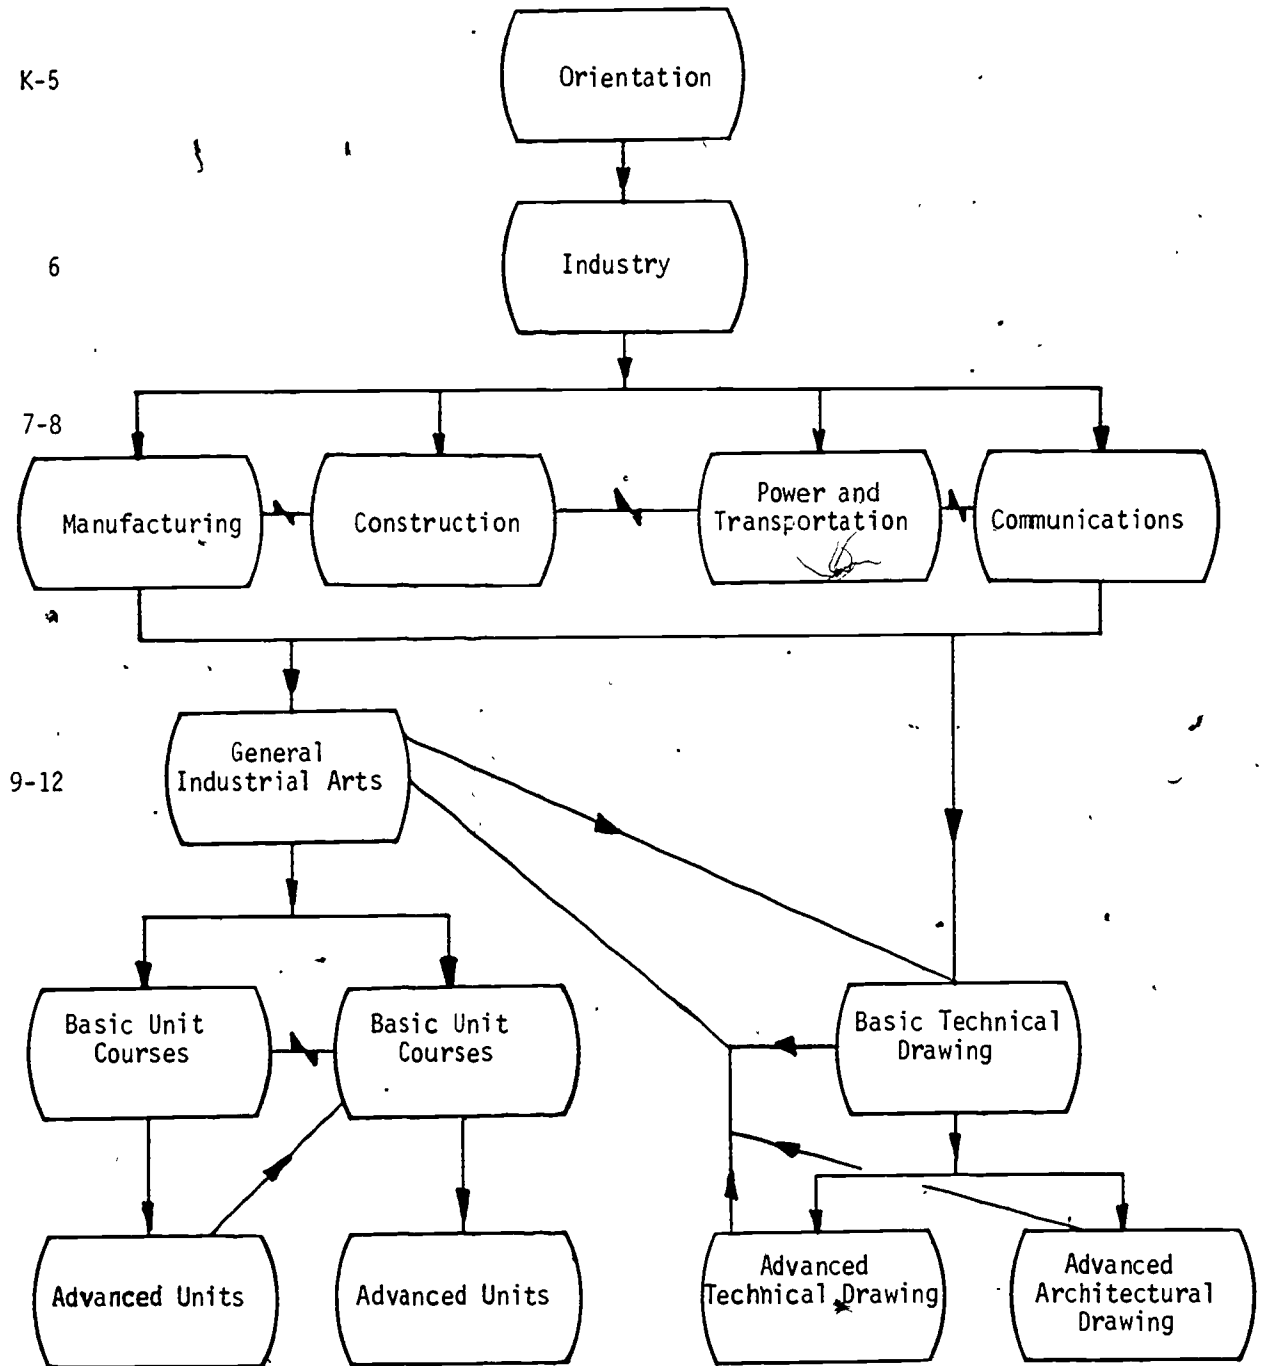 K-5
Orientation
6
Industry
7-8
Manufacturing
Construction
Power and
Transportation
Communications
9-12
General
Industrial Arts
Basic Unit
Courses
Basic Unit
Courses
Basic Technical
Drawing
Advanced Units
Advanced Units
Advanced
Technical Drawing
Advanced
Architectural
Drawing